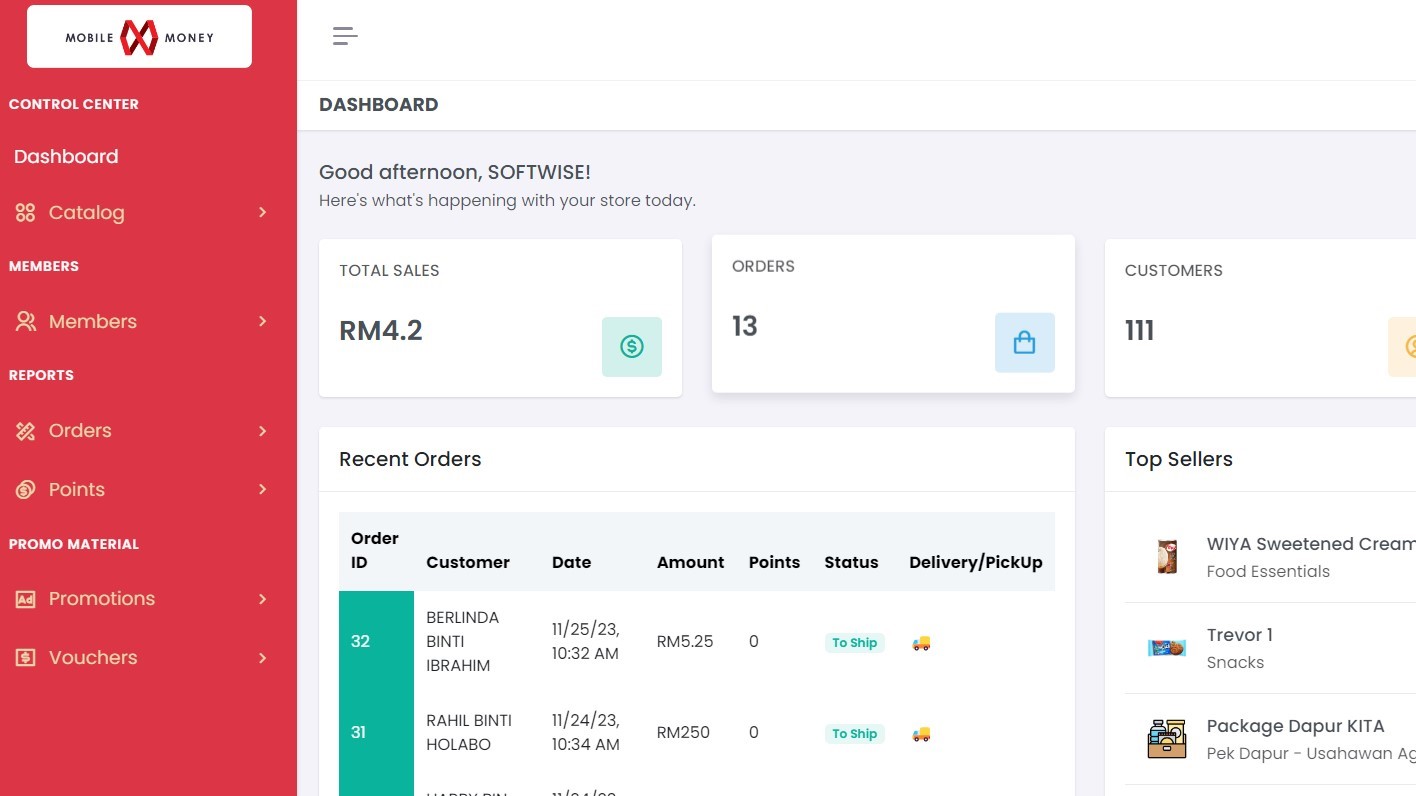 MOBILE MONEY
CONTROL CENTER
Dashboard
Catalog
MEMBERS
Members
REPORTS
Orders
Points
PROMO MATERIAL
Promotions
Vouchers
DASHBOARD
Good afternoon, SOFTWISE!
Here's what's happening with your store today.
TOTAL SALES
RM4.2
ORDERS
13
CUSTOMERS
111
Recent Orders
Order
ID
Customer
Date
Amount
Points
Status
Delivery/PickUp
32
BERLINDA
BINTI
IBRAHIM
11/25/23,
10:32 AM
RM5.25
0
To Ship
31
RAHIL BINTI
HOLABO
11/24/23,
10:34 AM
RM250
0
To Ship
Top Sellers
WIYA Sweetened Cream
Food Essentials
Trevor 1
Snacks
Package Dapur KITA
Pek Dapur - Usahawan Ag